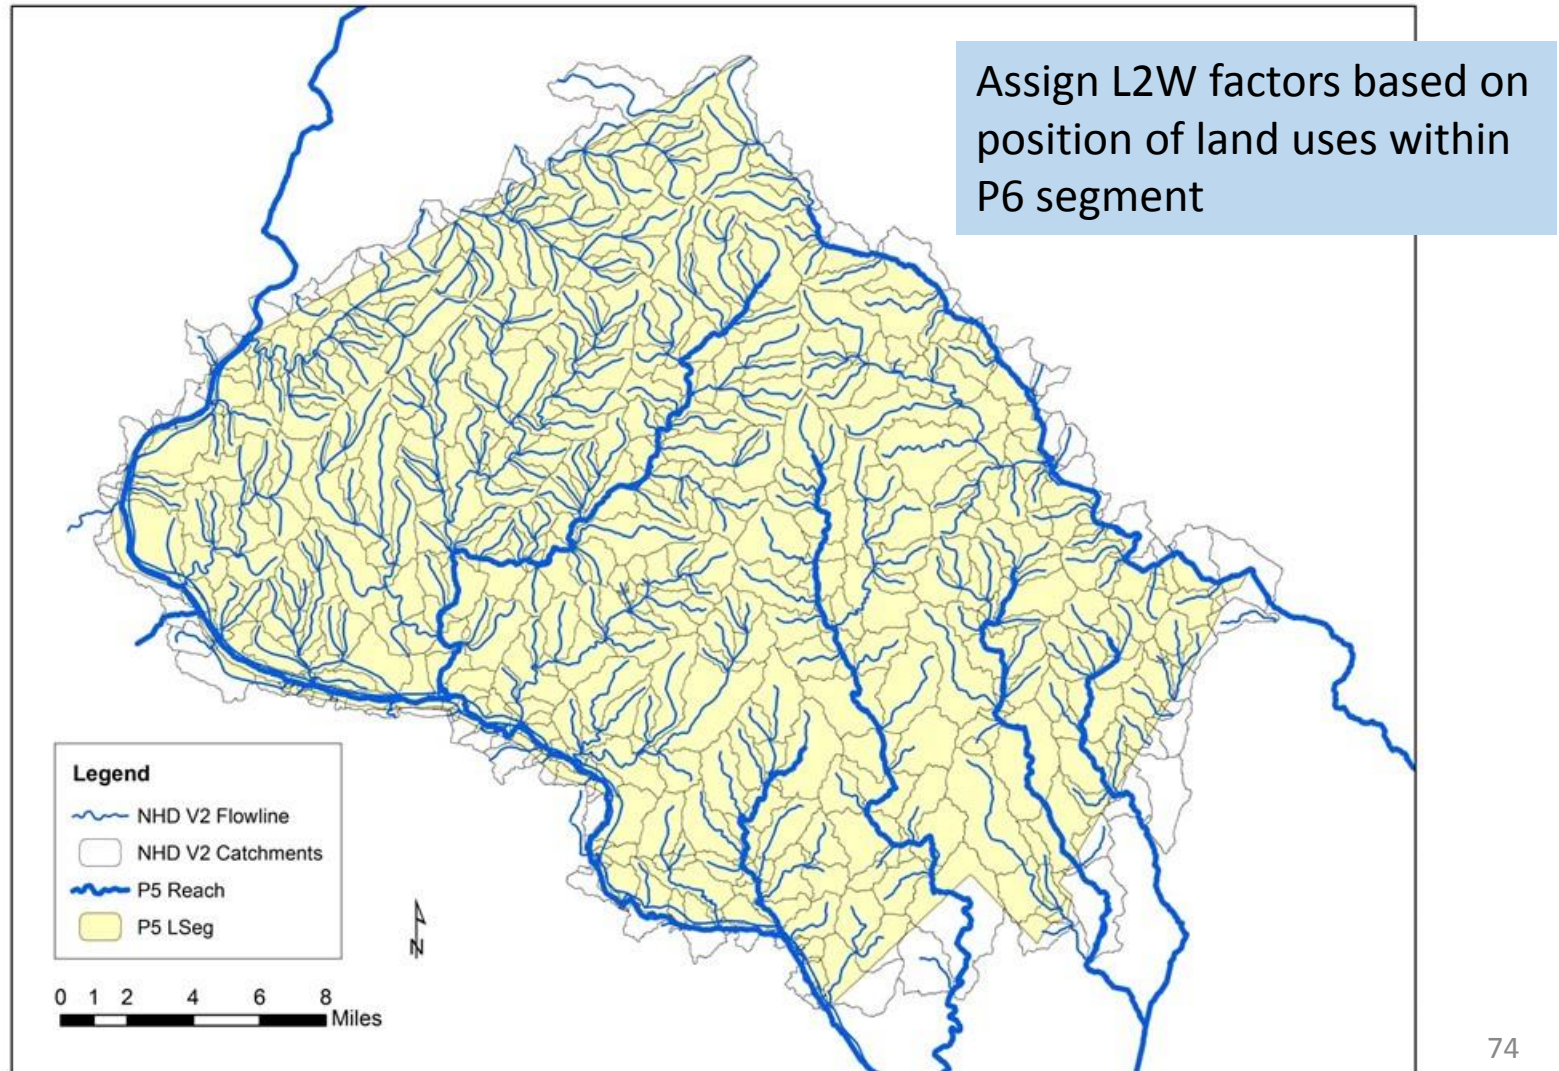 Assign L2W factors based on
position of land uses within
P6 segment
Legend
NHD V2 Flowline
NHD V2 Catchments
P5 Reach
P5 LSeg
N
0 1 2 4 6 8
Miles
74